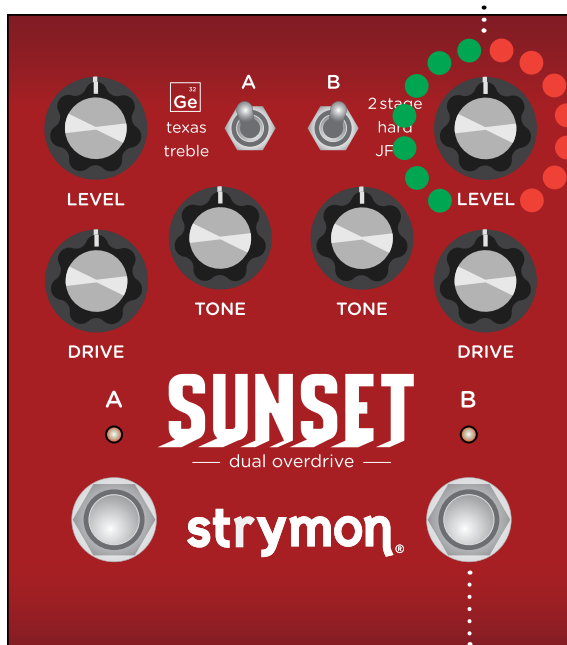 A
B
32
Ge
texas
treble
2 stage
hard
LEVEL
LEVEL
TONE
TONE
DRIVE
DRIVE
A
B
SUNSET
dual overdrive
strymon®